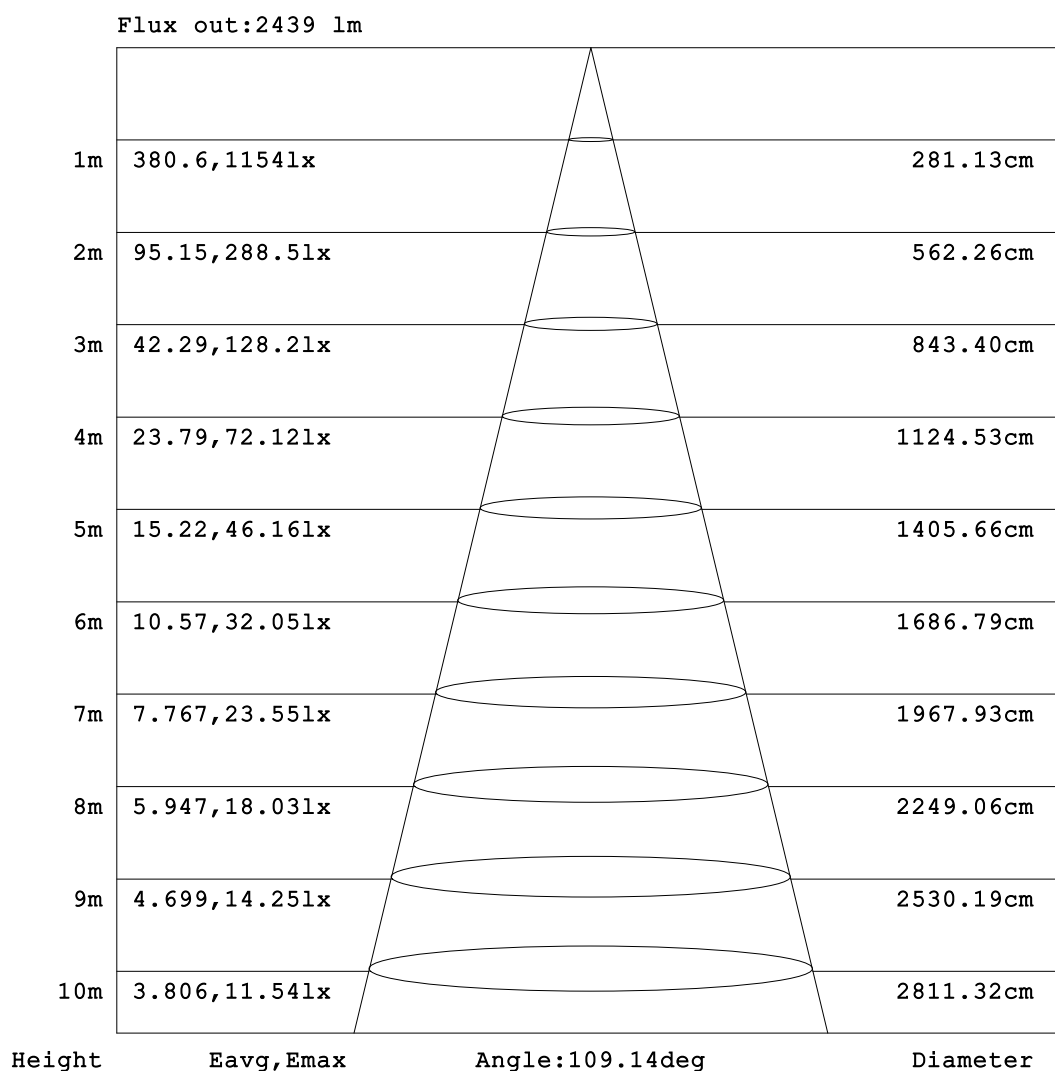 Flux out:2439 lm
1m 380.6,1154lx 281.13cm
2m 95.15,288.5lx 562.26cm
3m 42.29,128.2lx 843.40cm
4m 23.79,72.12lx 1124.53cm
5m 15.22,46.16lx 1405.66cm
6m 10.57,32.05lx 1686.79cm
7m 7.767,23.55lx 1967.93cm
8m 5.947,18.03lx 2249.06cm
9m 4.699,14.25lx 2530.19cm
10m 3.806,11.54lx 2811.32cm
Height Eavg,Emax Angle:109.14deg Diameter